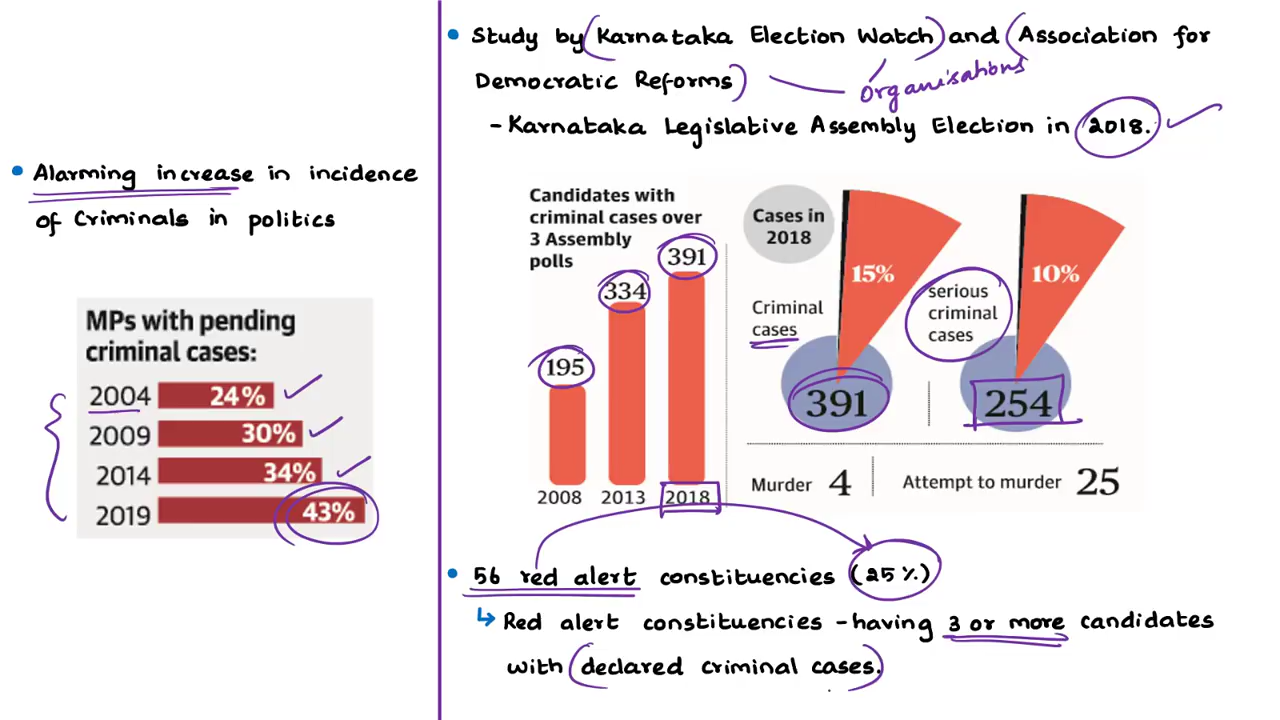 • Alarming increase in incidence
of Criminals in politics
MPs with pending
criminal cases:
2004 24%
2009 30%
2014 34%
2019 43%
• Study by (Karnataka Election Watch) and (Association for
Democratic Reforms)
organisations
- Karnataka Legislative Assembly Election in 2018.
Candidates with
criminal cases over
3 Assembly
polls
195
334
391
2008 2013 2018
Cases in
2018
15%
Criminal
cases
391
10%
serious
criminal
cases
254
Murder 4
Attempt to murder 25
• 56 red alert constituencies (25%)
↳ Red alert constituencies - having 3 or more candidates
with (declared criminal cases.)